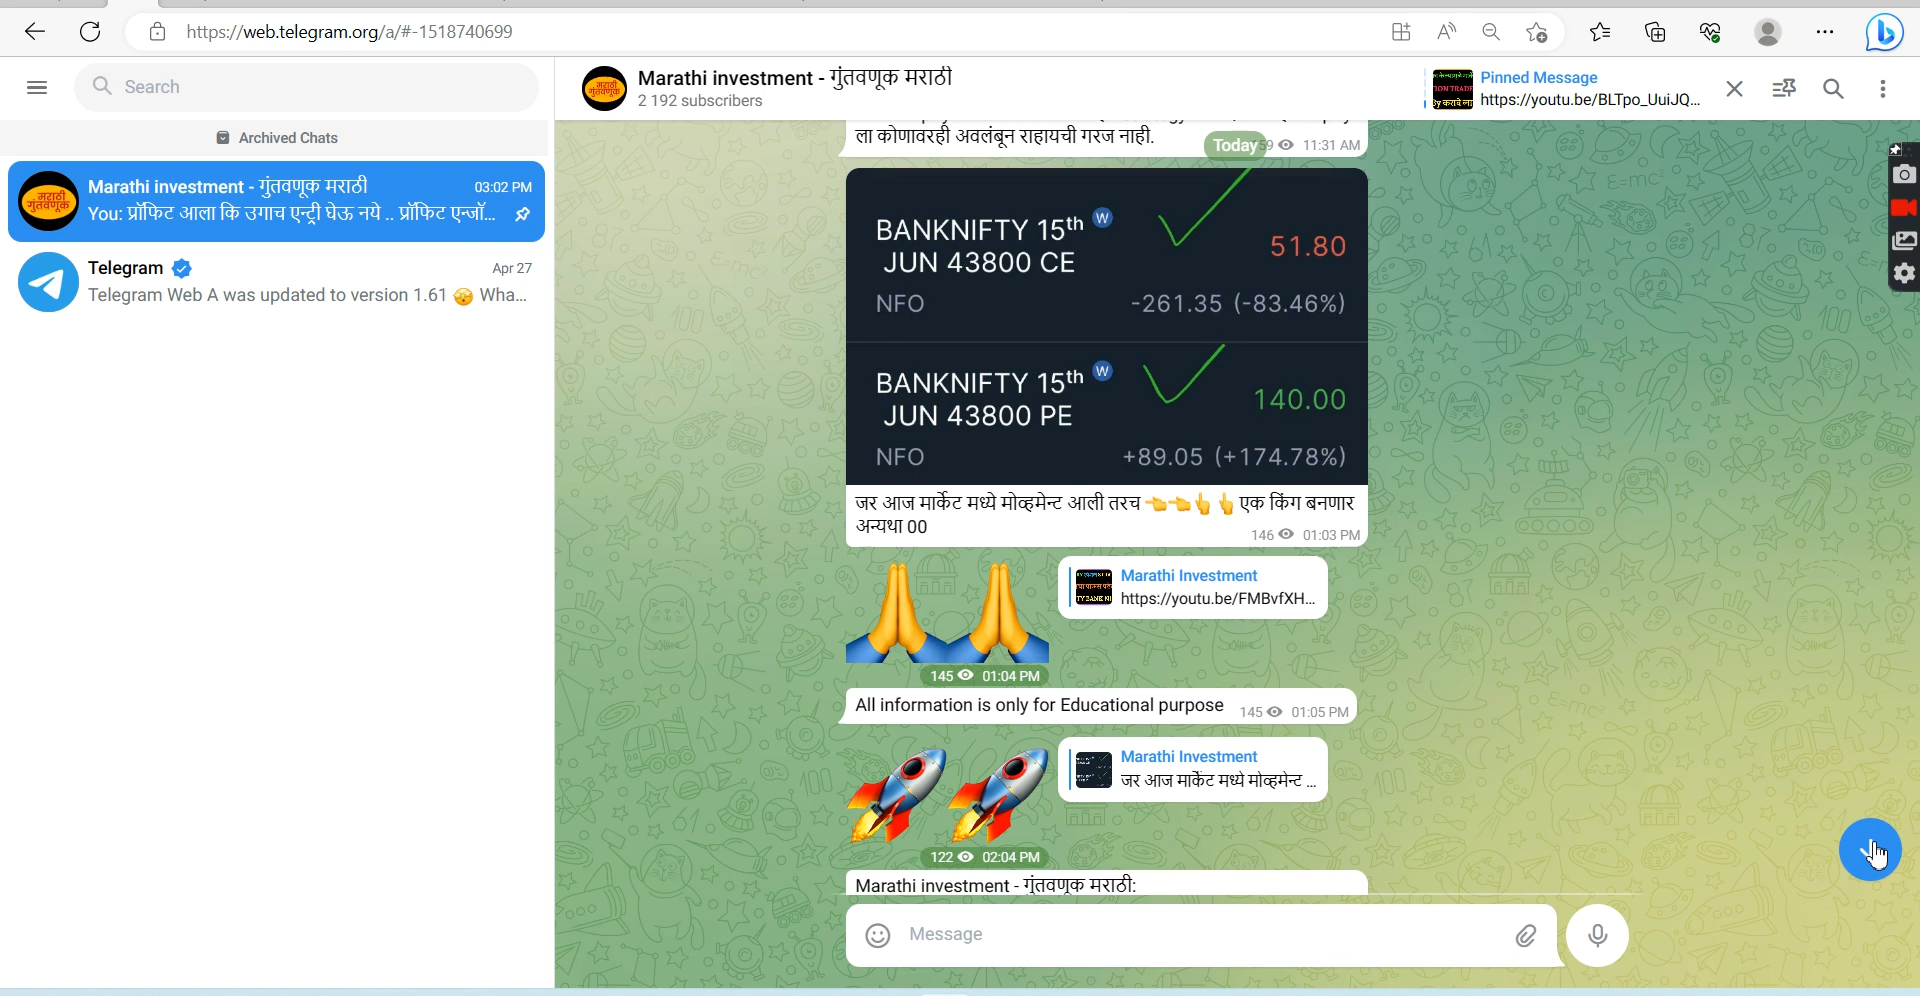 https://web.telegram.org/a/#-1518740699
Search
Archived Chats
Marathi investment - गुंतवणूक मराठी 03:02 PM
You: प्रॉफिट आला कि उगाच एन्ट्री घेऊ नये .. प्रॉफिट एन्जॉ...
Telegram Apr 27
Telegram Web A was updated to version 1.61 Wha...
Marathi investment - गुंतवणूक मराठी
2 192 subscribers
Pinned Message
https://youtu.be/BLTpo_UuiJQ...
ला कोणावरही अवलंबून राहायची गरज नाही.
Today 11:31 AM
BANKNIFTY 15th W
JUN 43800 CE
51.80
NFO -261.35 (-83.46%)
BANKNIFTY 15th W
JUN 43800 PE
140.00
NFO +89.05 (+174.78%)
जर आज मार्केट मध्ये मोव्हमेन्ट आली तरच 👈👈👆👆एक किंग बनणार
अन्यथा 00
146 01:03 PM
Marathi Investment
https://youtu.be/FMBvfXH...
145 01:04 PM
All information is only for Educational purpose 145 01:05 PM
Marathi Investment
जर आज मार्केट मध्ये मोव्हमेन्ट ...
122 02:04 PM
Marathi investment - गुंतवणूक मराठी:
Message